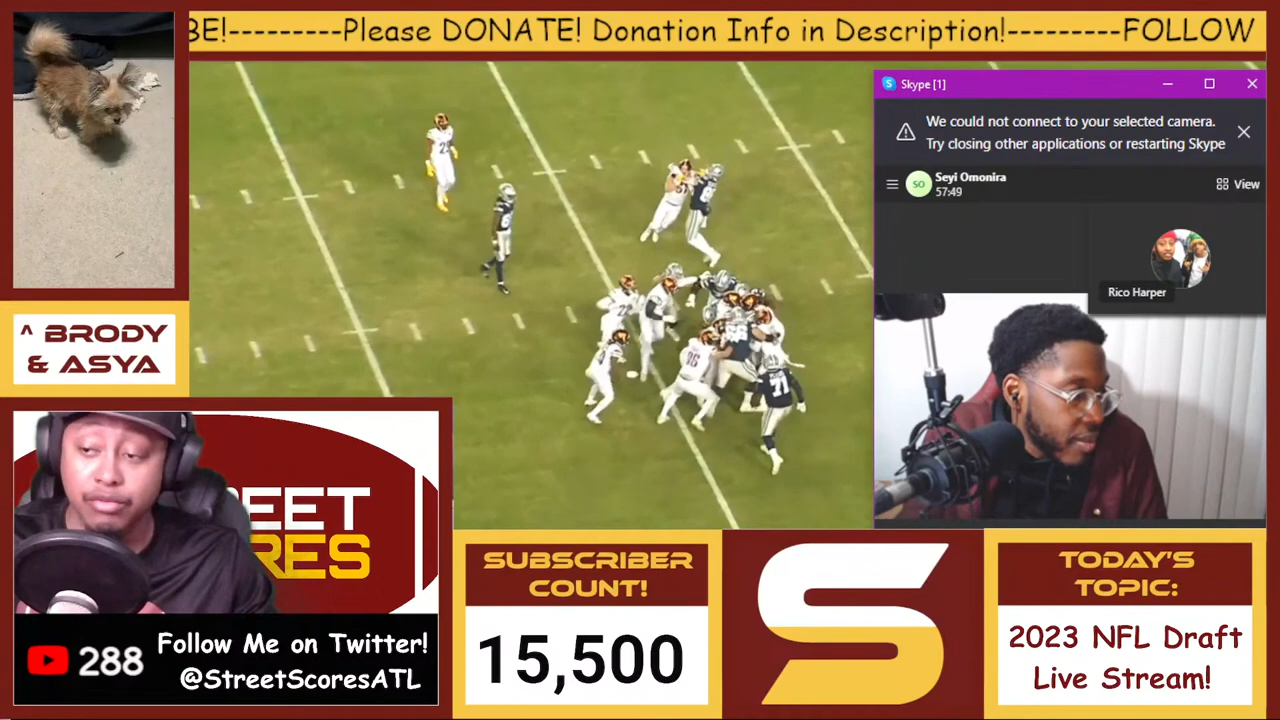 BE!---------Please DONATE! Donation Info in Description!---------FOLLOW
Skype [1]
We could not connect to your selected camera.
Try closing other applications or restarting Skype
SO
Seyi Omonira
57:49
View
Rico Harper
^ BRODY
& ASYA
REET
RES
288
Follow Me on Twitter!
@StreetScoresATL
SUBSCRIBER
COUNT!
15,500
S
TODAY'S
TOPIC:
2023 NFL Draft
Live Stream!
71